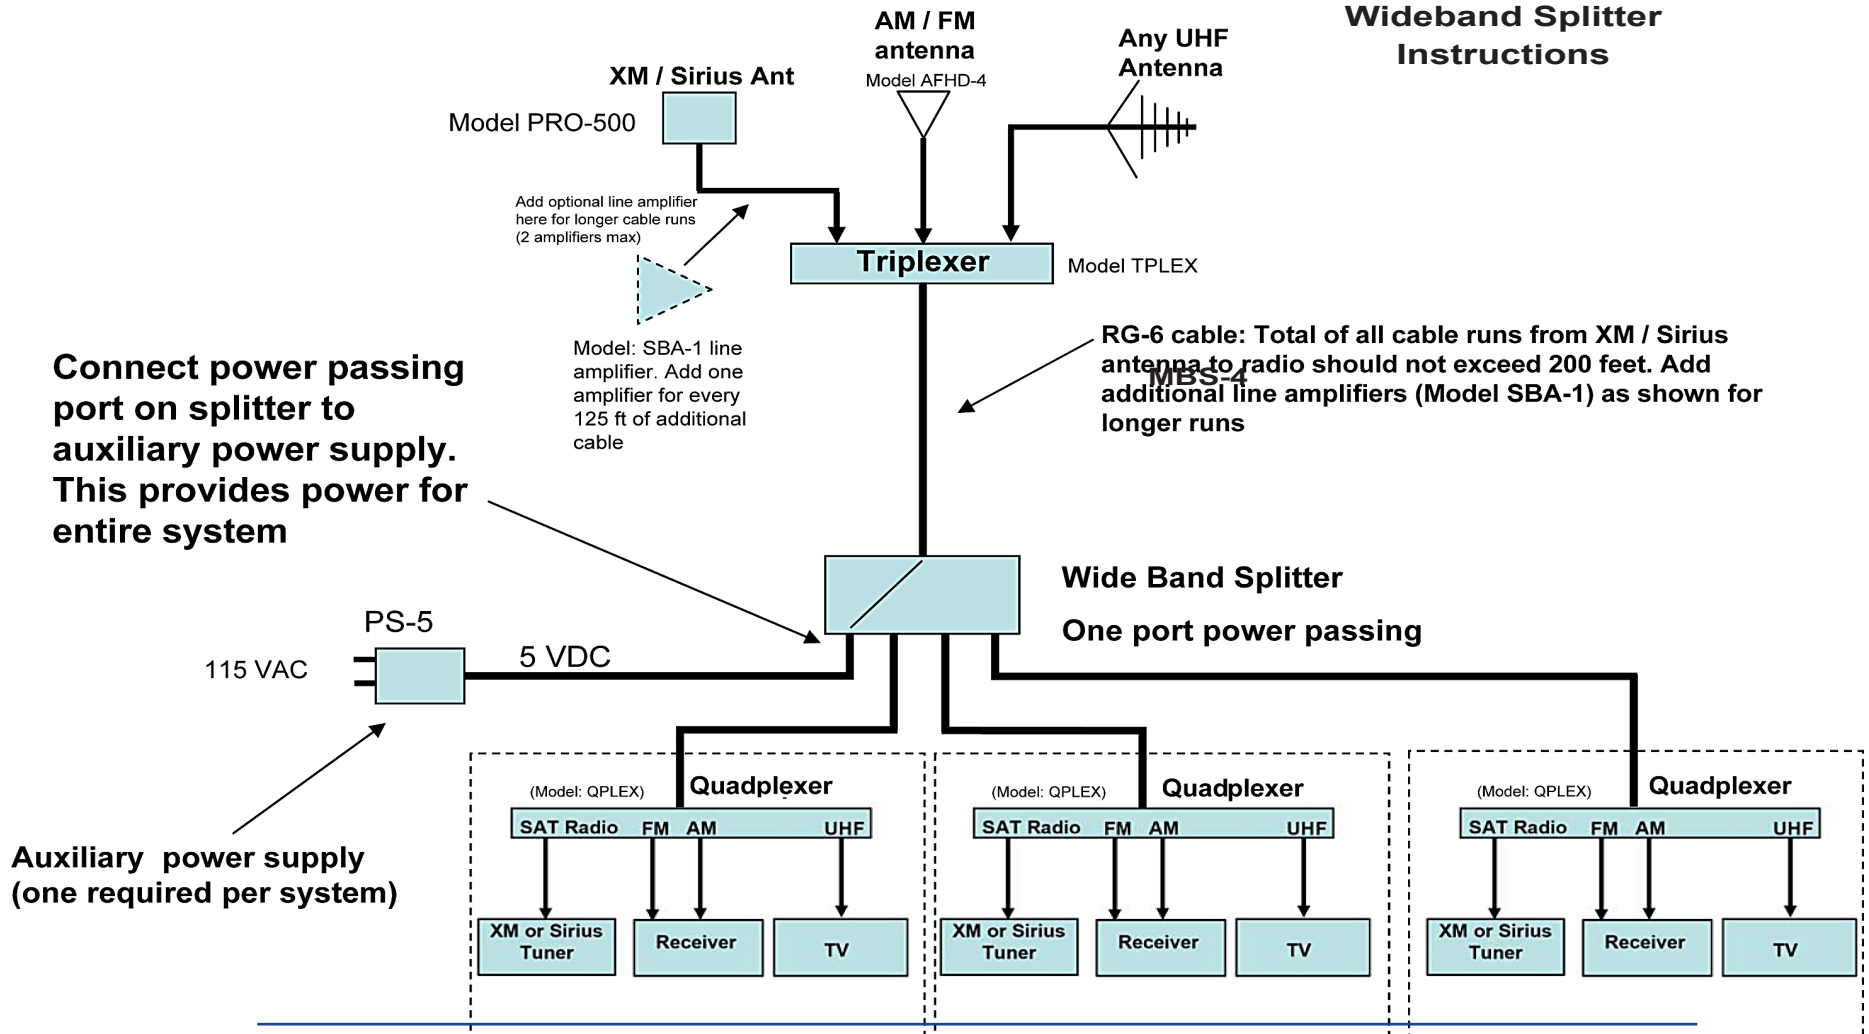 Wideband Splitter
Instructions
AM / FM
antenna
Model AFHD-4
Any UHF
Antenna
XM / Sirius Ant
Model PRO-500
Add optional line amplifier
here for longer cable runs
(2 amplifiers max)
Triplexer
Model TPLEX
Model: SBA-1 line
amplifier. Add one
amplifier for every
125 ft of additional
cable
RG-6 cable: Total of all cable runs from XM / Sirius
antenna to radio should not exceed 200 feet. Add
MBS-4
additional line amplifiers (Model SBA-1) as shown for
longer runs
Connect power passing
port on splitter to
auxiliary power supply.
This provides power for
entire system
Wide Band Splitter
One port power passing
PS-5
115 VAC
5 VDC
Auxiliary power supply
(one required per system)
(Model: QPLEX)
Quadplexer
SAT Radio FM AM UHF
XM or Sirius
Tuner
Receiver
TV
(Model: QPLEX)
Quadplexer
SAT Radio FM AM UHF
XM or Sirius
Tuner
Receiver
TV
(Model: QPLEX)
Quadplexer
SAT Radio FM AM UHF
XM or Sirius
Tuner
Receiver
TV